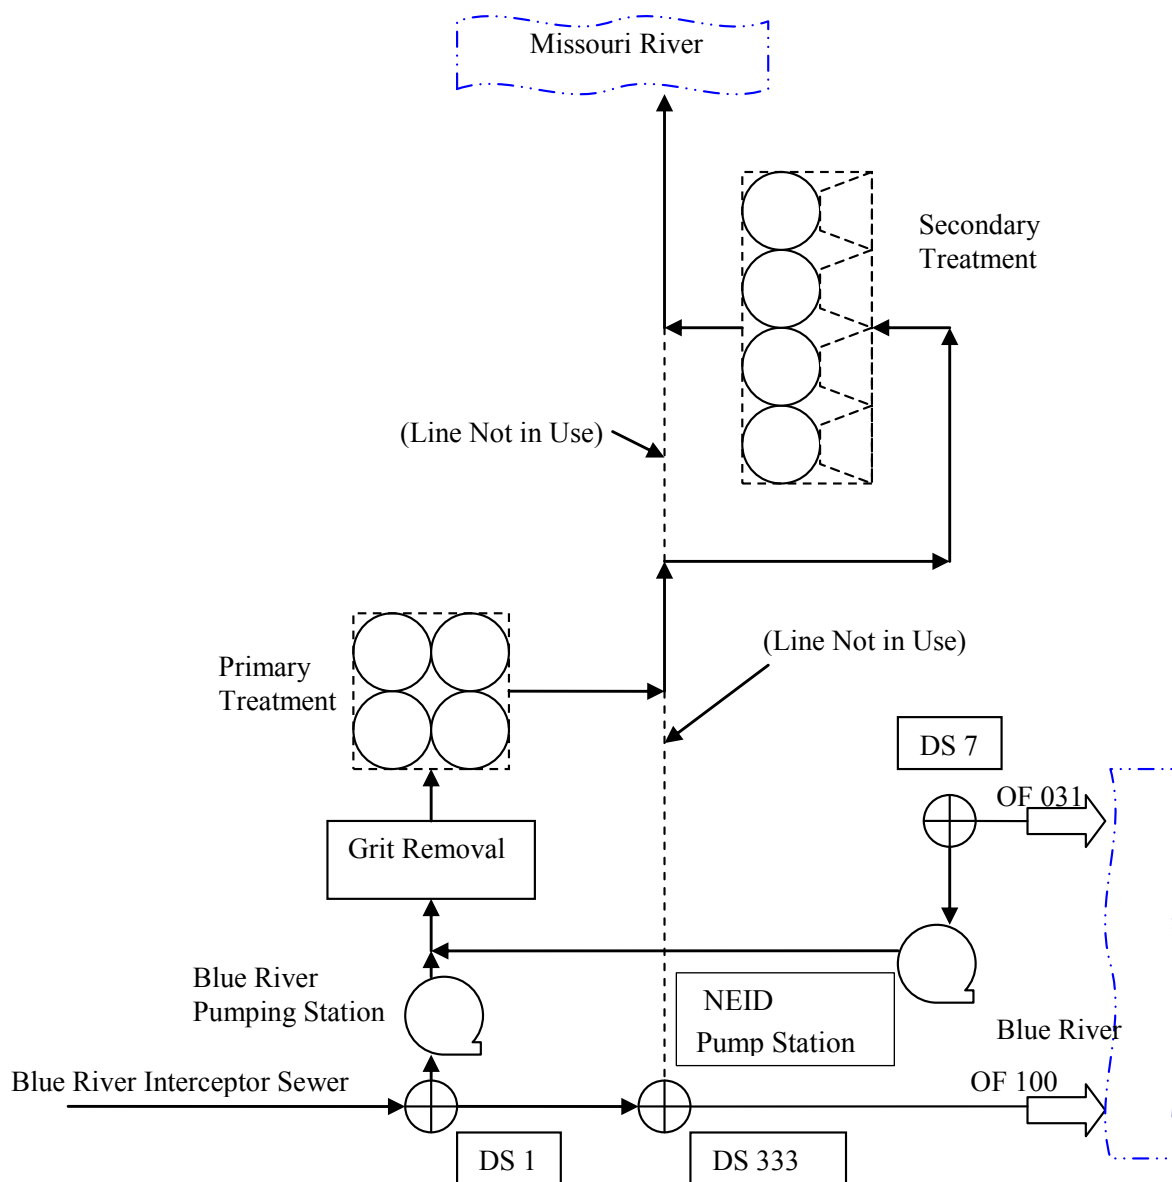 Missouri River
Secondary
Treatment
(Line Not in Use)
(Line Not in Use)
Primary
Treatment
DS 7
OF 031
Grit Removal
Blue River
Pumping Station
NEID
Pump Station
Blue River
Blue River Interceptor Sewer
OF 100
DS 1
DS 333